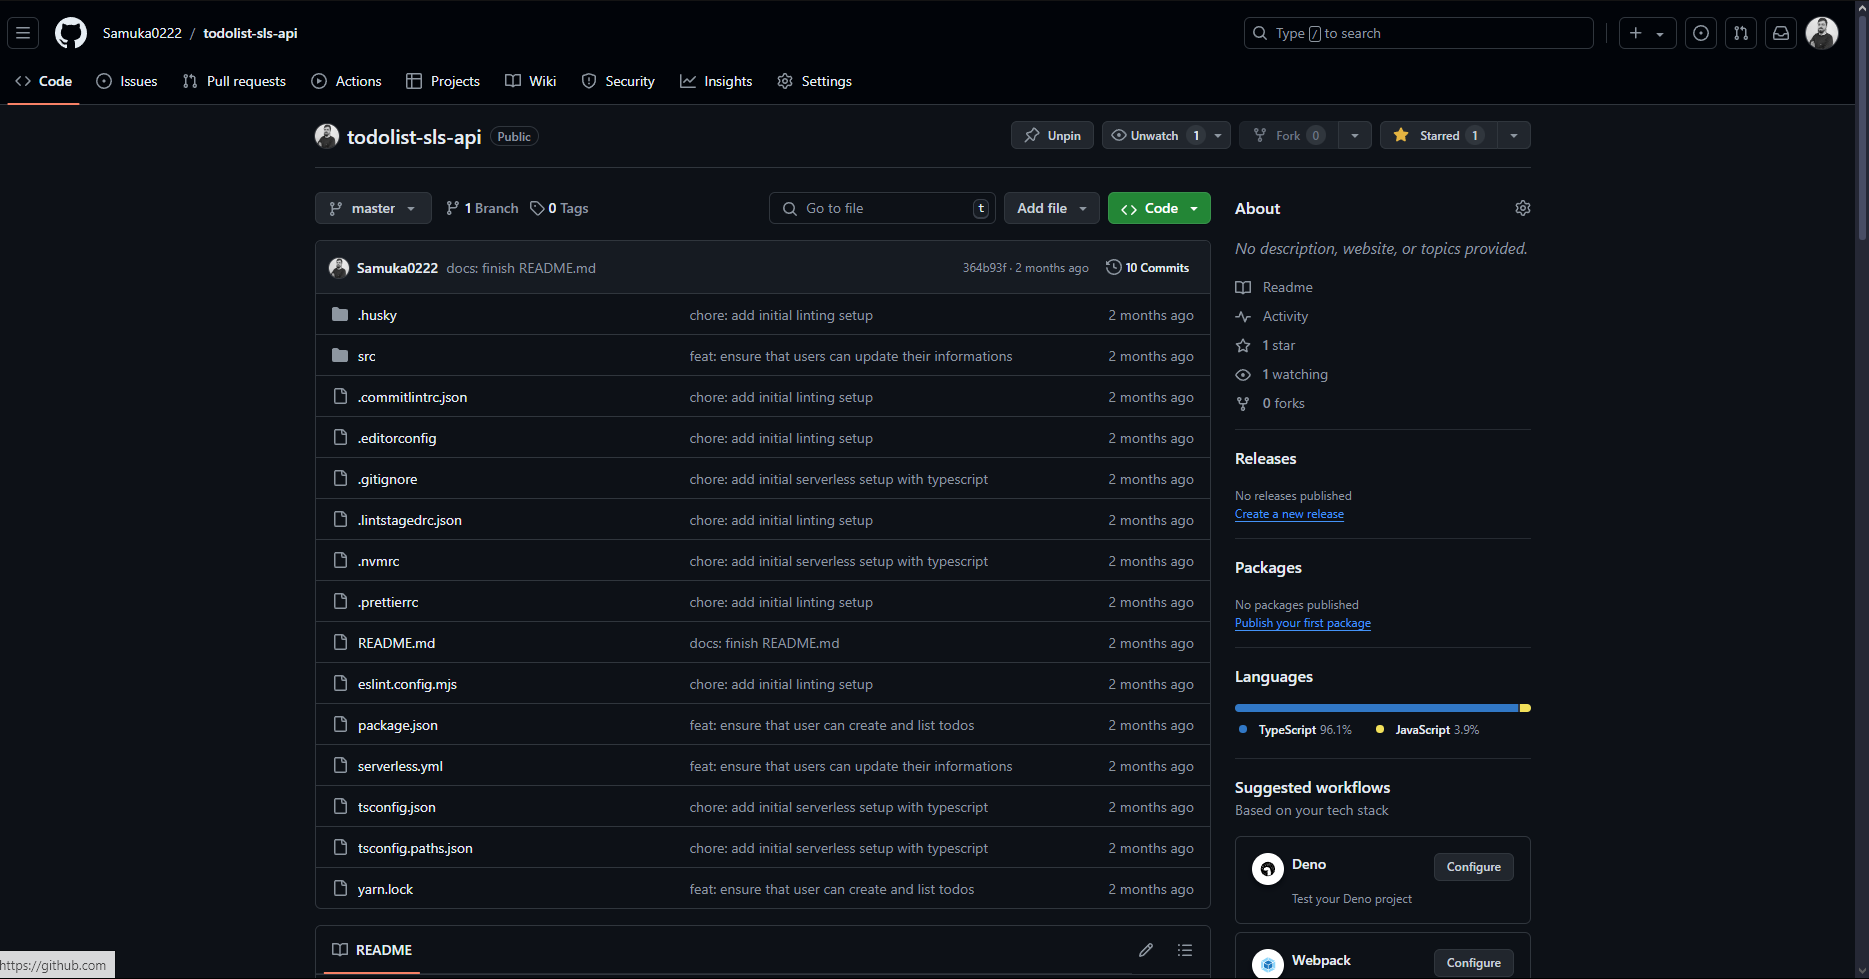 Samuka0222 / todolist-sls-api
Type / to search
Code Issues Pull requests Actions Projects Wiki Security Insights Settings
todolist-sls-api Public
Unpin Unwatch 1 Fork 0 Starred 1
master 1 Branch 0 Tags
Go to file t Add file Code
Samuka0222 docs: finish README.md 364b93f · 2 months ago 10 Commits
.husky chore: add initial linting setup 2 months ago
src feat: ensure that users can update their informations 2 months ago
.commitlintrc.json chore: add initial linting setup 2 months ago
.editorconfig chore: add initial linting setup 2 months ago
.gitignore chore: add initial serverless setup with typescript 2 months ago
.lintstagedrc.json chore: add initial linting setup 2 months ago
.nvmrc chore: add initial serverless setup with typescript 2 months ago
.prettierrc chore: add initial linting setup 2 months ago
README.md docs: finish README.md 2 months ago
eslint.config.mjs chore: add initial linting setup 2 months ago
package.json feat: ensure that user can create and list todos 2 months ago
serverless.yml feat: ensure that users can update their informations 2 months ago
tsconfig.json chore: add initial serverless setup with typescript 2 months ago
tsconfig.paths.json chore: add initial serverless setup with typescript 2 months ago
yarn.lock feat: ensure that user can create and list todos 2 months ago
README
About
No description, website, or topics provided.
Readme
Activity
1 star
1 watching
0 forks
Releases
No releases published
Create a new release
Packages
No packages published
Publish your first package
Languages
TypeScript 96.1% JavaScript 3.9%
Suggested workflows
Based on your tech stack
Deno Configure
Test your Deno project
Webpack Configure
https://github.com